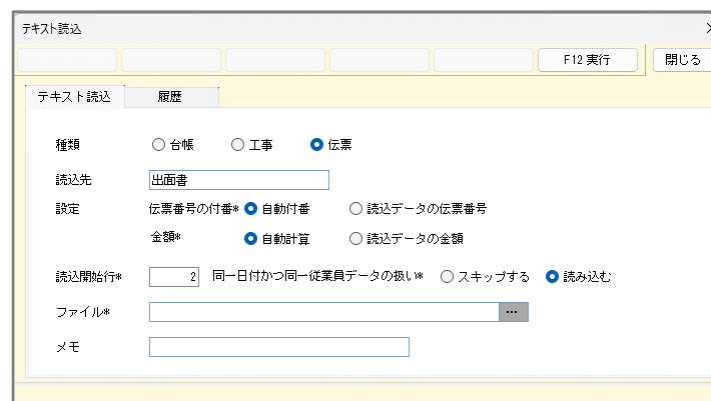 テキスト読込
F12 実行 閉じる
テキスト読込 履歴
種類 台帳 工事 伝票
読込先 出面書
設定 伝票番号の付番* 自動付番 読込データの伝票番号
金額* 自動計算 読込データの金額
読込開始行* 2 同一日付かつ同一従業員データの扱い* スキップする 読み込む
ファイル* ...
メモ